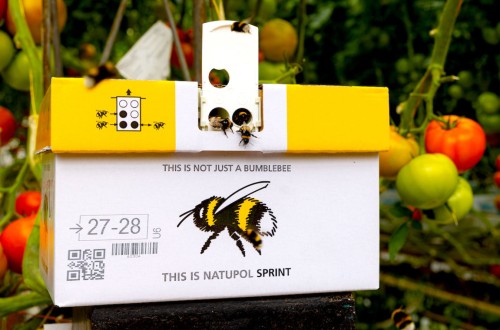 THIS IS NOT JUST A BUMBLEBEE
→ 27-28
THIS IS NATUPOL SPRINT